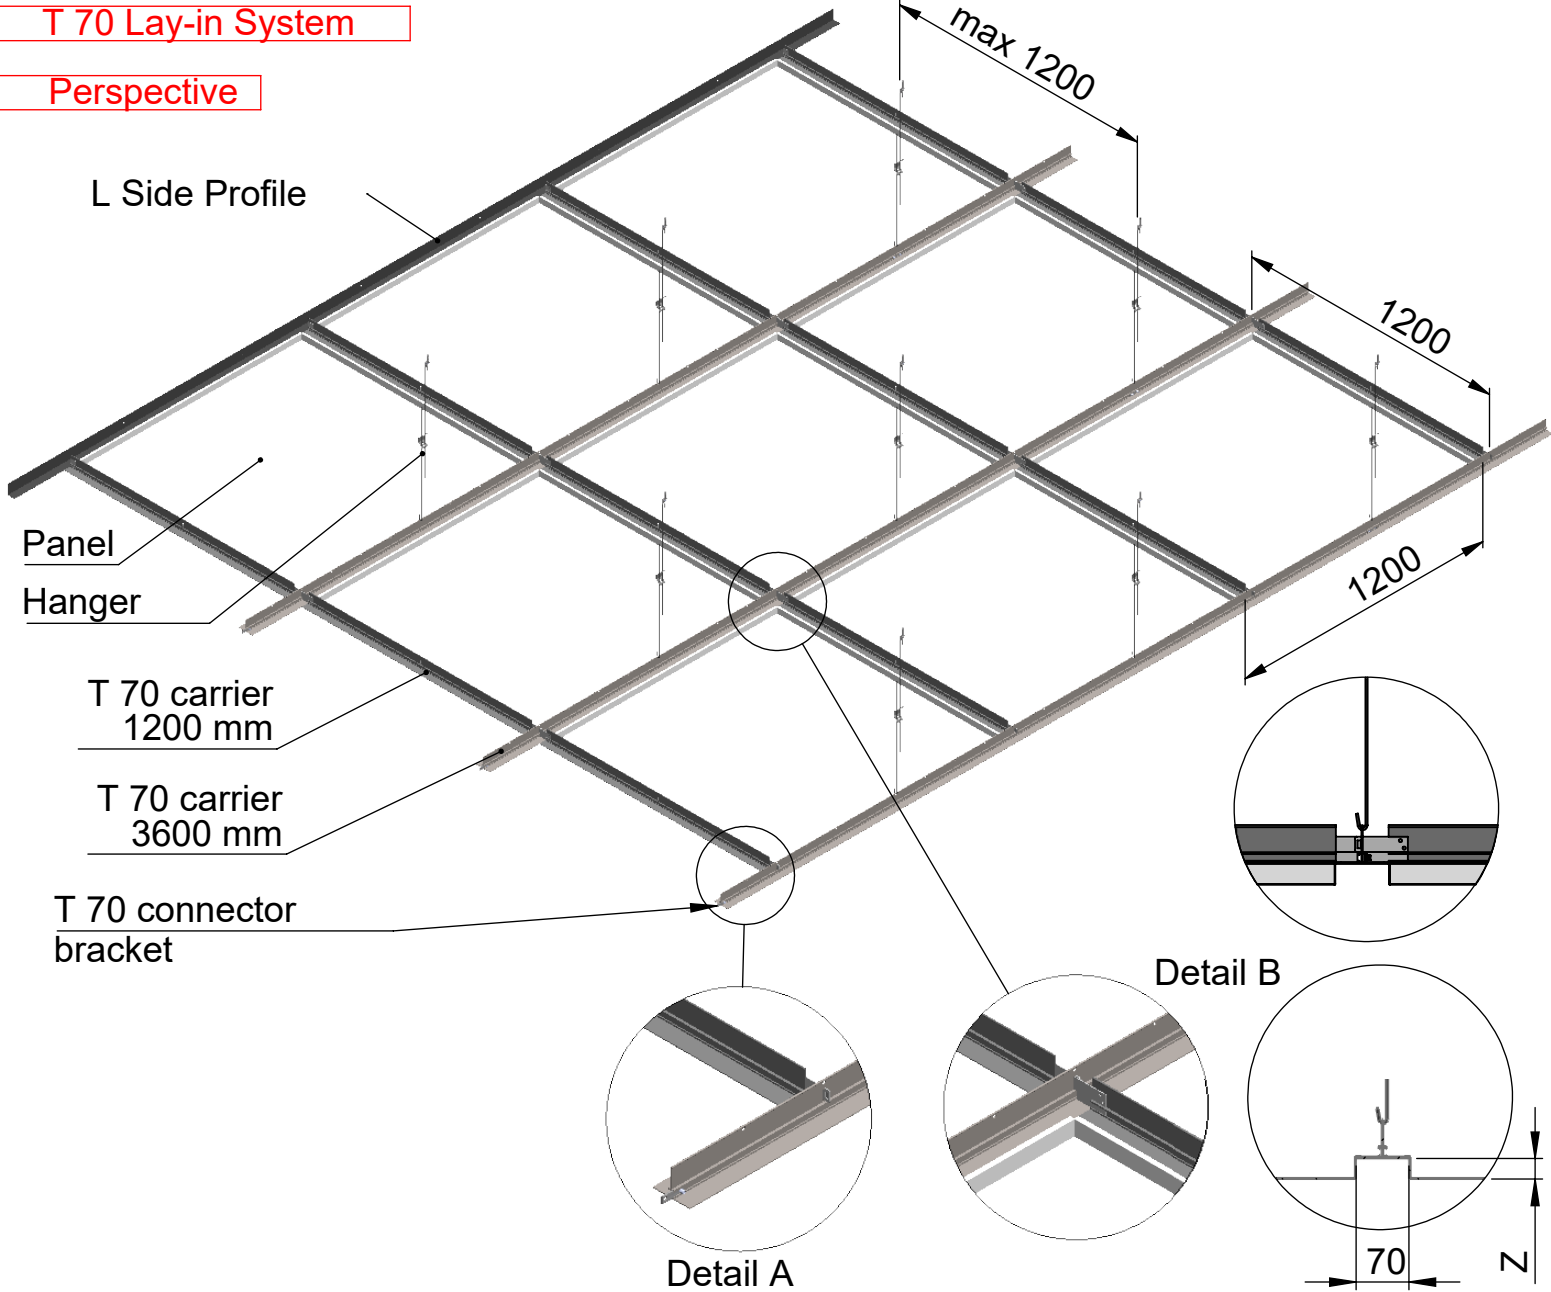 T 70 Lay-in System
Perspective
max 1200
L Side Profile
1200
1200
Panel
Hanger
T 70 carrier
1200 mm
T 70 carrier
3600 mm
T 70 connector
bracket
Detail B
Detail A
70
Z